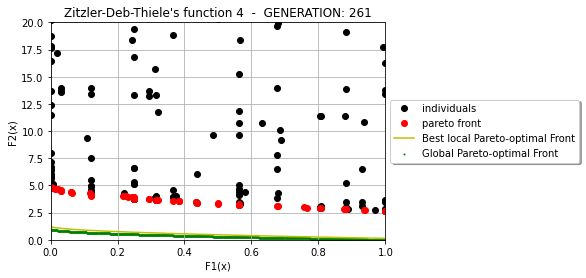 Zitzler-Deb-Thiele's function 4 - GENERATION: 261
20.0
17.5
15.0
12.5
10.0
7.5
5.0
2.5
0.0
F2(x)
0.0 0.2 0.4 0.6 0.8 1.0
F1(x)
individuals
pareto front
Best local Pareto-optimal Front
Global Pareto-optimal Front